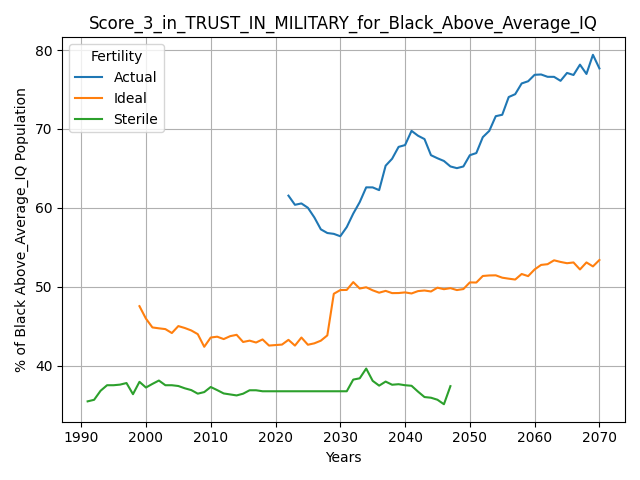 Score_3_in_TRUST_IN_MILITARY_for_Black_Above_Average_IQ
% of Black Above_Average_IQ Population
80
70
60
50
40
Fertility
Actual
Ideal
Sterile
1990 2000 2010 2020 2030 2040 2050 2060 2070
Years